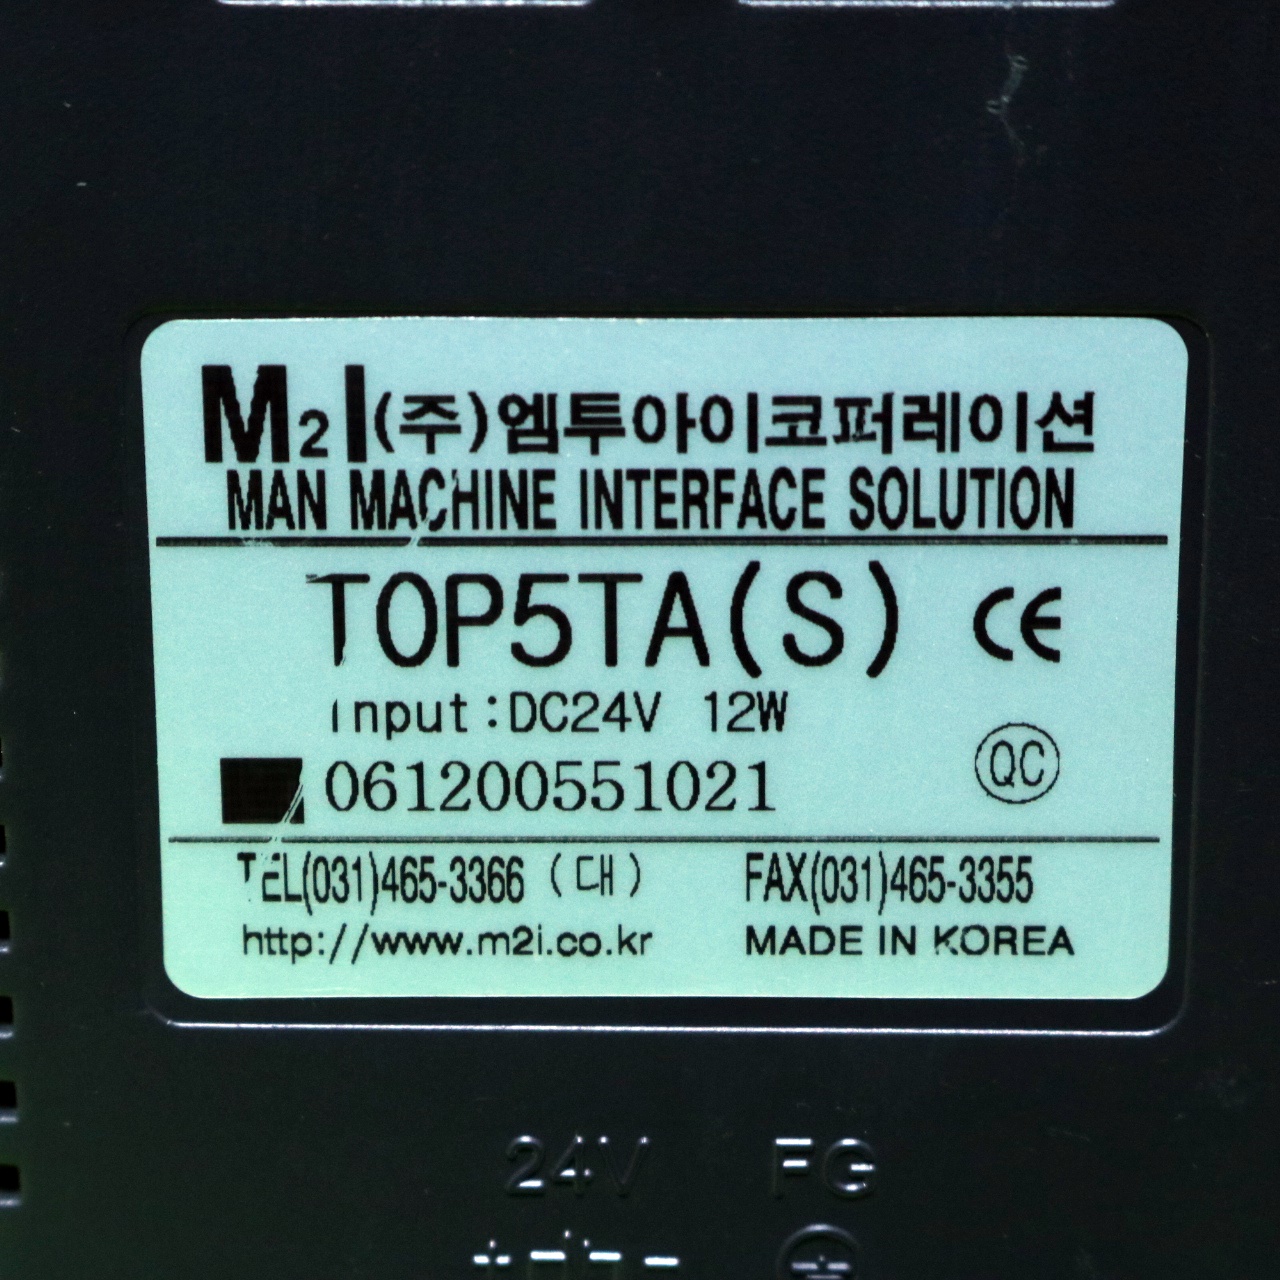 M2I(주)엠투아이코퍼레이션
MAN MACHINE INTERFACE SOLUTION
TOP5TA(S) CE
Input:DC24V 12W
061200551021 QC
TEL(031)465-3366 (대) FAX(031)465-3355
http://www.m2i.co.kr MADE IN KOREA
24V FG